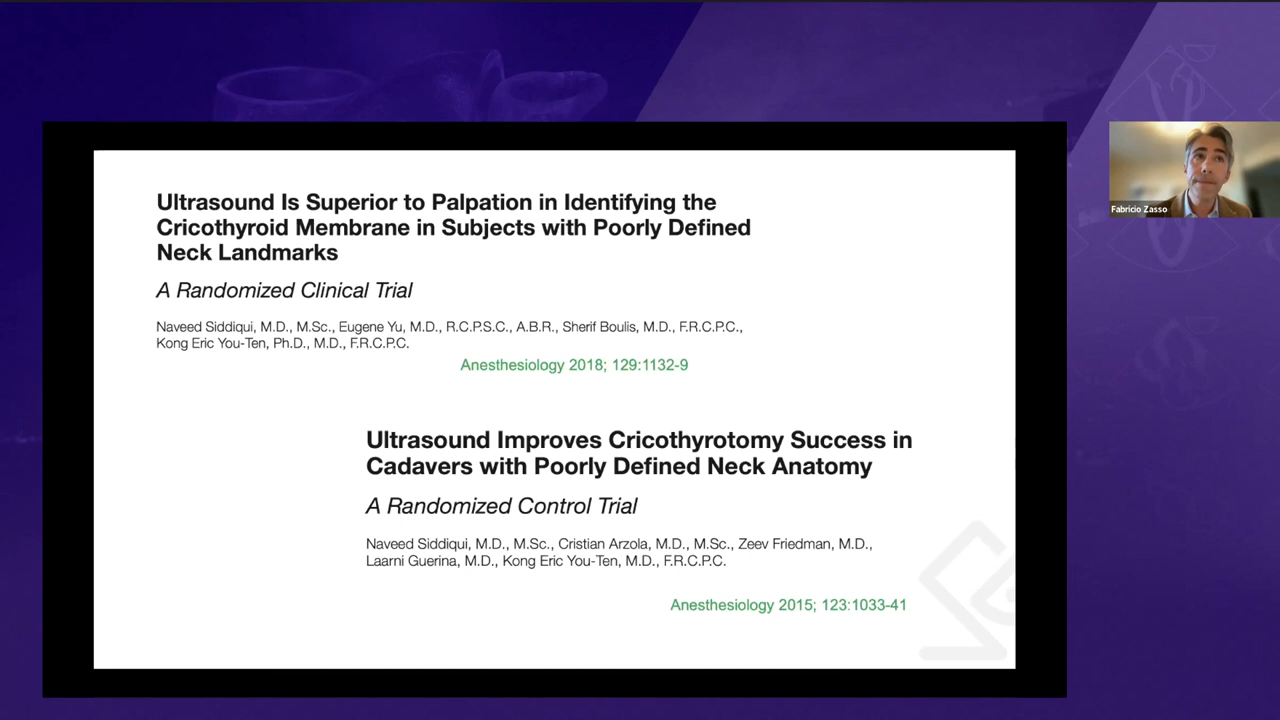 Ultrasound Is Superior to Palpation in Identifying the
Cricothyroid Membrane in Subjects with Poorly Defined
Neck Landmarks
A Randomized Clinical Trial
Naveed Siddiqui, M.D., M.Sc., Eugene Yu, M.D., R.C.P.S.C., A.B.R., Sherif Boulis, M.D., F.R.C.P.C.,
Kong Eric You-Ten, Ph.D., M.D., F.R.C.P.C.
Anesthesiology 2018; 129:1132-9
Ultrasound Improves Cricothyrotomy Success in
Cadavers with Poorly Defined Neck Anatomy
A Randomized Control Trial
Naveed Siddiqui, M.D., M.Sc., Cristian Arzola, M.D., M.Sc., Zeev Friedman, M.D.,
Laarni Guerina, M.D., Kong Eric You-Ten, M.D., F.R.C.P.C.
Anesthesiology 2015; 123:1033-41
Fabricio Zasso